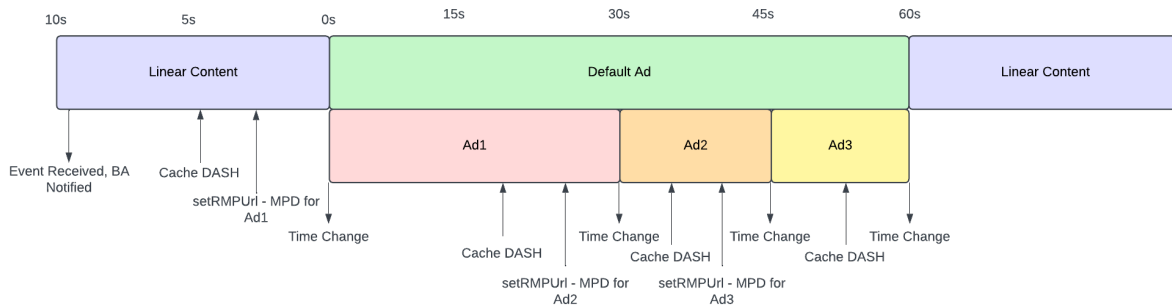 10s
5s
0s
15s
30s
45s
60s
Linear Content
Default Ad
Linear Content
Ad1
Ad2
Ad3
Event Received, BA
Notified
Cache DASH
setRMPUrl - MPD for
Ad1
Time Change
Cache DASH
setRMPUrl - MPD for
Ad2
Time Change
Cache DASH
setRMPUrl - MPD for
Ad3
Time Change
Cache DASH
Time Change